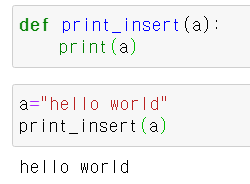 def print_insert(a):
    print(a)
a="hello world"
print_insert(a)
hello world